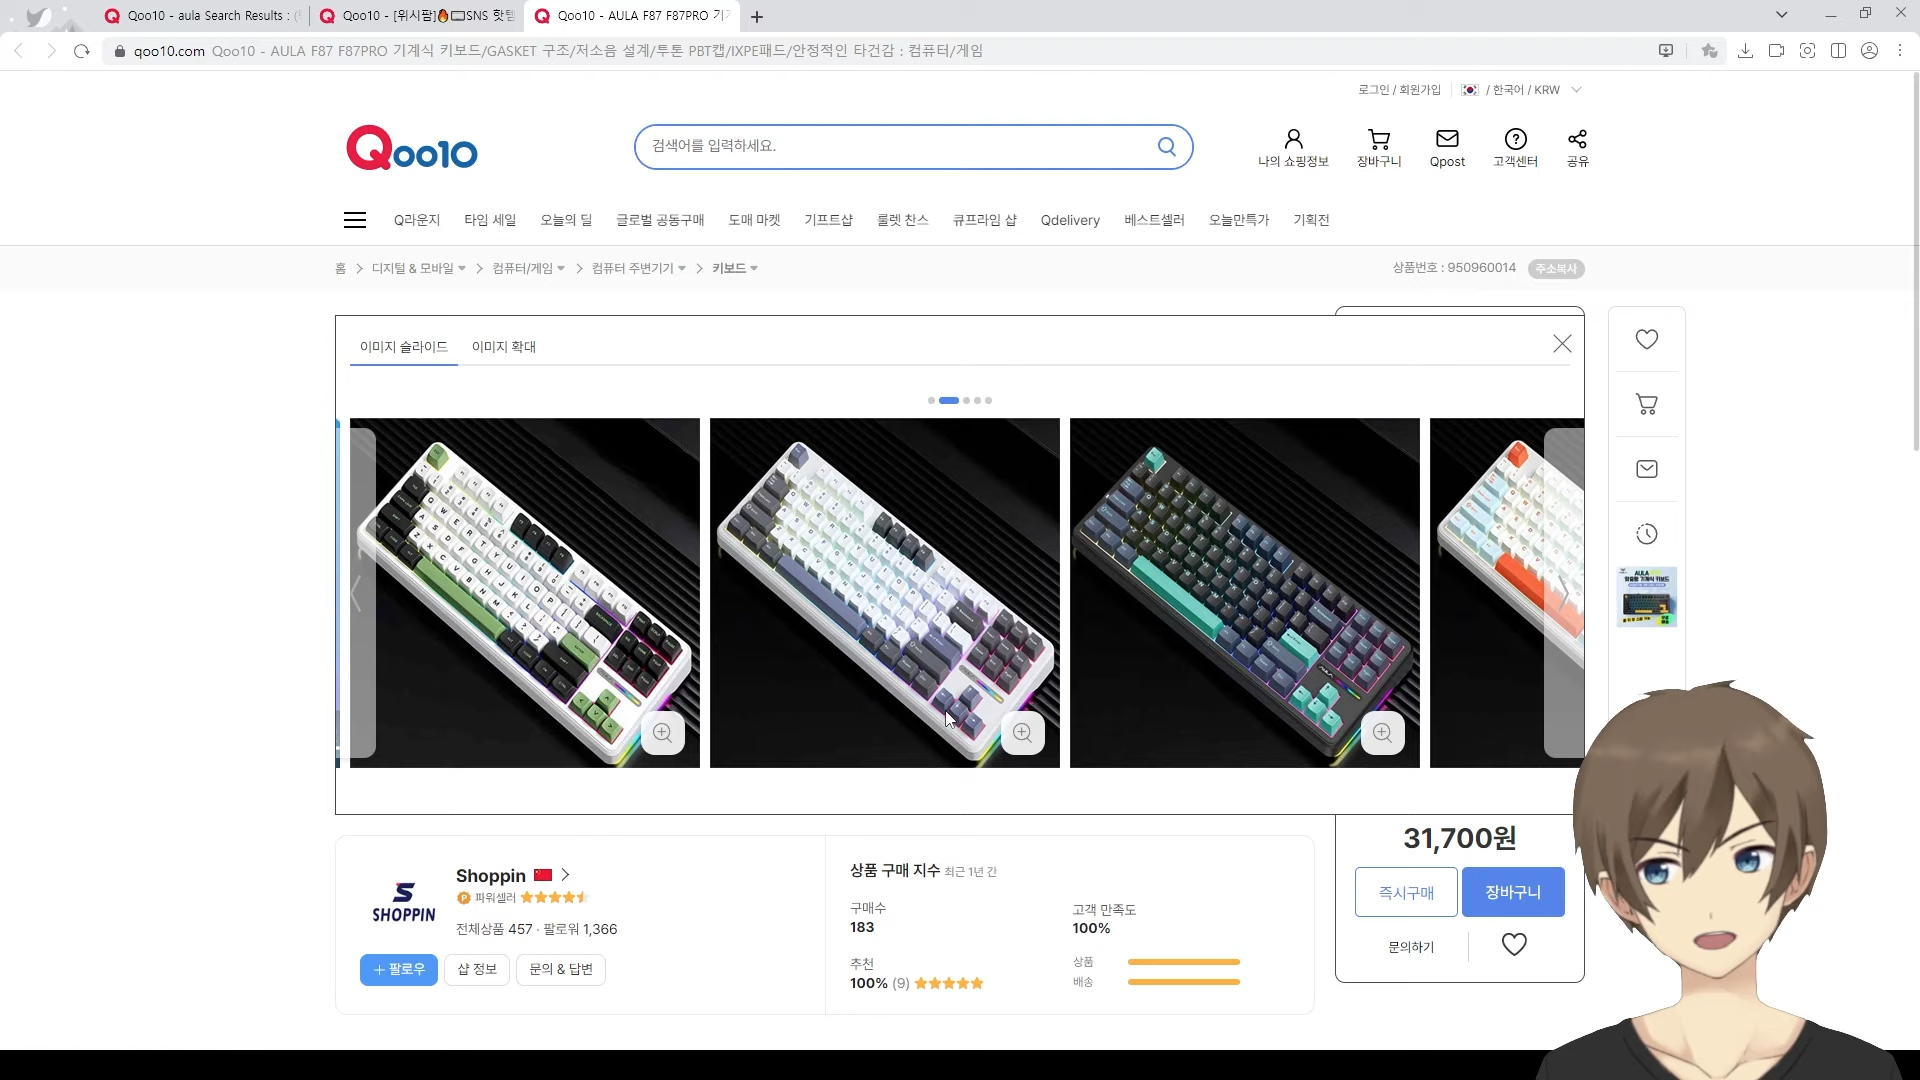 Qoo10 - aula Search Results : (
Qoo10 - [위시팜]🔥⌨SNS 핫템
Qoo10 - AULA F87 F87PRO 기계
qoo10.com Qoo10 - AULA F87 F87PRO 기계식 키보드/GASKET 구조/저소음 설계/투톤 PBT캡/IXPE패드/안정적인 타건감 : 컴퓨터/게임
로그인 / 회원가입 / 한국어 / KRW
Qoo10
검색어를 입력하세요.
나의 쇼핑정보 장바구니 Qpost 고객센터 공유
Q라운지 타임 세일 오늘의 딜 글로벌 공동구매 도매 마켓 기프트샵 룰렛 찬스 큐프라임 샵 Qdelivery 베스트셀러 오늘만특가 기획전
홈 > 디지털 & 모바일 > 컴퓨터/게임 > 컴퓨터 주변기기 > 키보드
상품번호 : 950960014 주소복사
이미지 슬라이드 이미지 확대
AULA
맞춤형 기계식 키보드
31,700원
즉시구매 장바구니
문의하기
SHOPPIN
Shoppin
파워셀러
전체상품 457 · 팔로워 1,366
+ 팔로우 샵 정보 문의 & 답변
상품 구매 지수 최근 1년 간
구매수
183
고객 만족도
100%
추천
100% (9)
상품
배송